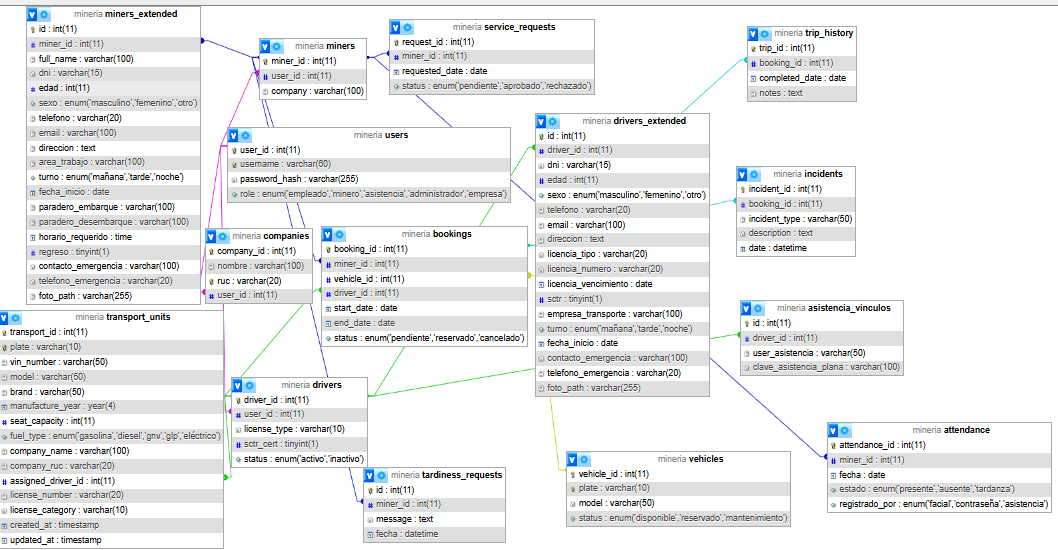 mineria miners_extended
id : int(11)
miner_id : int(11)
full_name : varchar(100)
dni : varchar(15)
edad : int(11)
sexo : enum('masculino','femenino','otro')
telefono : varchar(20)
email : varchar(100)
direccion : text
area_trabajo : varchar(100)
turno : enum('mañana','tarde','noche')
fecha_inicio : date
paradero_embarque : varchar(100)
paradero_desembarque : varchar(100)
horario_requerido : time
regreso : tinyint(1)
contacto_emergencia : varchar(100)
telefono_emergencia : varchar(20)
foto_path : varchar(255)
mineria miners
miner_id : int(11)
user_id : int(11)
company : varchar(100)
mineria service_requests
request_id : int(11)
miner_id : int(11)
requested_date : date
status : enum('pendiente','aprobado','rechazado')
mineria trip_history
trip_id : int(11)
booking_id : int(11)
completed_date : date
notes : text
mineria users
user_id : int(11)
username : varchar(60)
password_hash : varchar(255)
role : enum('empleado','minero','asistencia','administrador','empresa')
mineria drivers_extended
id : int(11)
driver_id : int(11)
dni : varchar(15)
edad : int(11)
sexo : enum('masculino','femenino','otro')
telefono : varchar(20)
email : varchar(100)
direccion : text
licencia_tipo : varchar(20)
licencia_numero : varchar(20)
licencia_vencimiento : date
sctr : tinyint(1)
empresa_transporte : varchar(100)
turno : enum('mañana','tarde','noche')
fecha_inicio : date
contacto_emergencia : varchar(100)
telefono_emergencia : varchar(20)
foto_path : varchar(255)
mineria incidents
incident_id : int(11)
booking_id : int(11)
incident_type : varchar(50)
description : text
date : datetime
mineria companies
company_id : int(11)
nombre : varchar(100)
ruc : varchar(20)
user_id : int(11)
mineria bookings
booking_id : int(11)
miner_id : int(11)
vehicle_id : int(11)
driver_id : int(11)
start_date : date
end_date : date
status : enum('pendiente','reservado','cancelado')
mineria asistencia_vinculos
id : int(11)
driver_id : int(11)
user_asistencia : varchar(50)
clave_asistencia_plana : varchar(100)
mineria transport_units
transport_id : int(11)
plate : varchar(10)
vin_number : varchar(50)
model : varchar(50)
brand : varchar(50)
manufacture_year : year(4)
seat_capacity : int(11)
fuel_type : enum('gasolina','diesel','gnv','glp','eléctrico')
company_name : varchar(100)
company_ruc : varchar(20)
assigned_driver_id : int(11)
license_number : varchar(20)
license_category : varchar(10)
created_at : timestamp
updated_at : timestamp
mineria drivers
driver_id : int(11)
user_id : int(11)
license_type : varchar(10)
sctr_cert : tinyint(1)
status : enum('activo','inactivo')
mineria tardiness_requests
id : int(11)
miner_id : int(11)
message : text
fecha : datetime
mineria vehicles
vehicle_id : int(11)
plate : varchar(10)
model : varchar(50)
status : enum('disponible','reservado','mantenimiento')
mineria attendance
attendance_id : int(11)
miner_id : int(11)
fecha : date
estado : enum('presente','ausente','tardanza')
registrado_por : enum('facial','contraseña','asistencia')